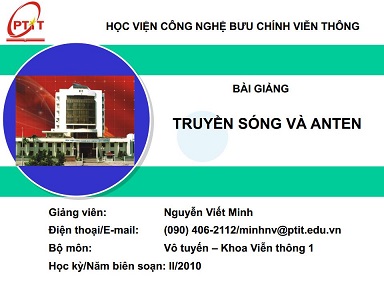 PTIT
HỌC VIỆN CÔNG NGHỆ BƯU CHÍNH VIỄN THÔNG
BÀI GIẢNG
TRUYỀN SÓNG VÀ ANTEN
Giảng viên: Nguyễn Viết Minh
Điện thoại/E-mail: (090) 406-2112/minhnv@ptit.edu.vn
Bộ môn: Vô tuyến – Khoa Viễn thông 1
Học kỳ/Năm biên soạn: II/2010